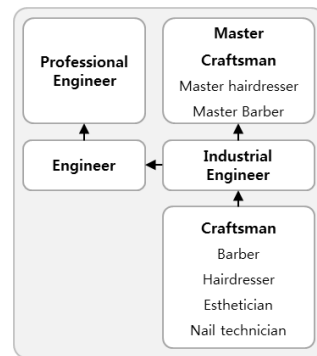 Professional
Engineer
Master
Craftsman
Master hairdresser
Master Barber
Engineer
Industrial
Engineer
Craftsman
Barber
Hairdresser
Esthetician
Nail technician